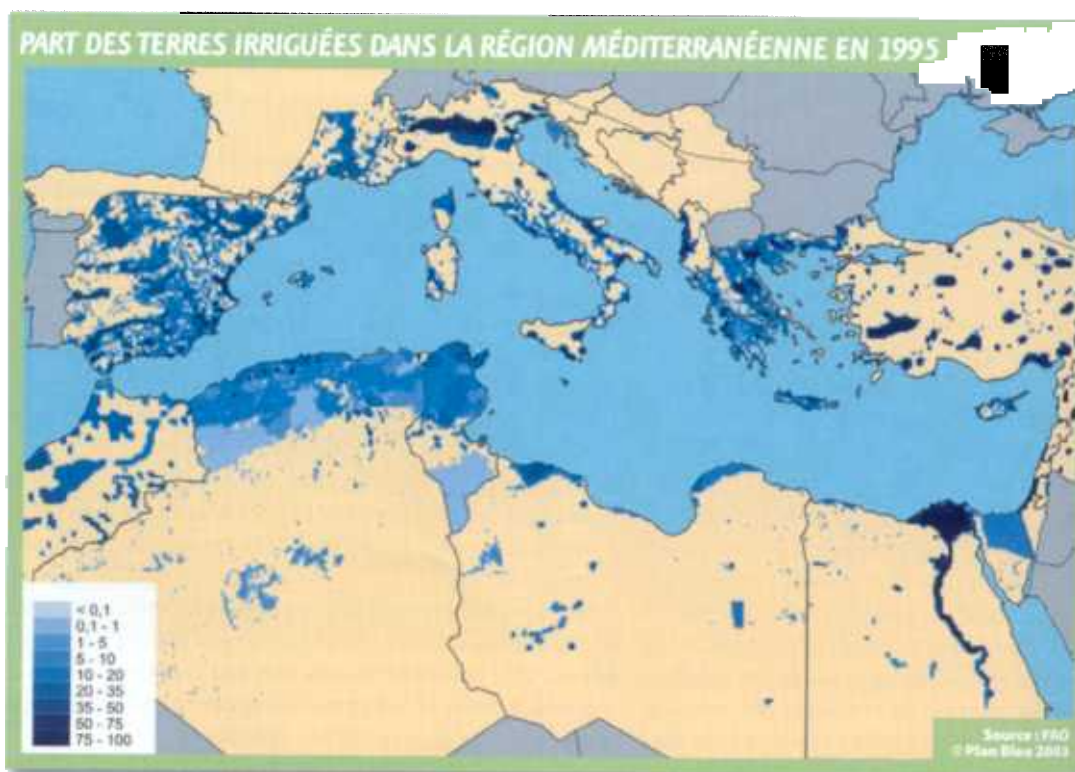 PART DES TERRES IRRIGUÉES DANS LA RÉGION MÉDITERRANÉENNE EN 1995
< 0,1
0,1 - 1
1 - 5
5 - 10
10 - 20
20 - 35
35 - 50
50 - 75
75 - 100
Source : FAO
© Plan Bleu 2003